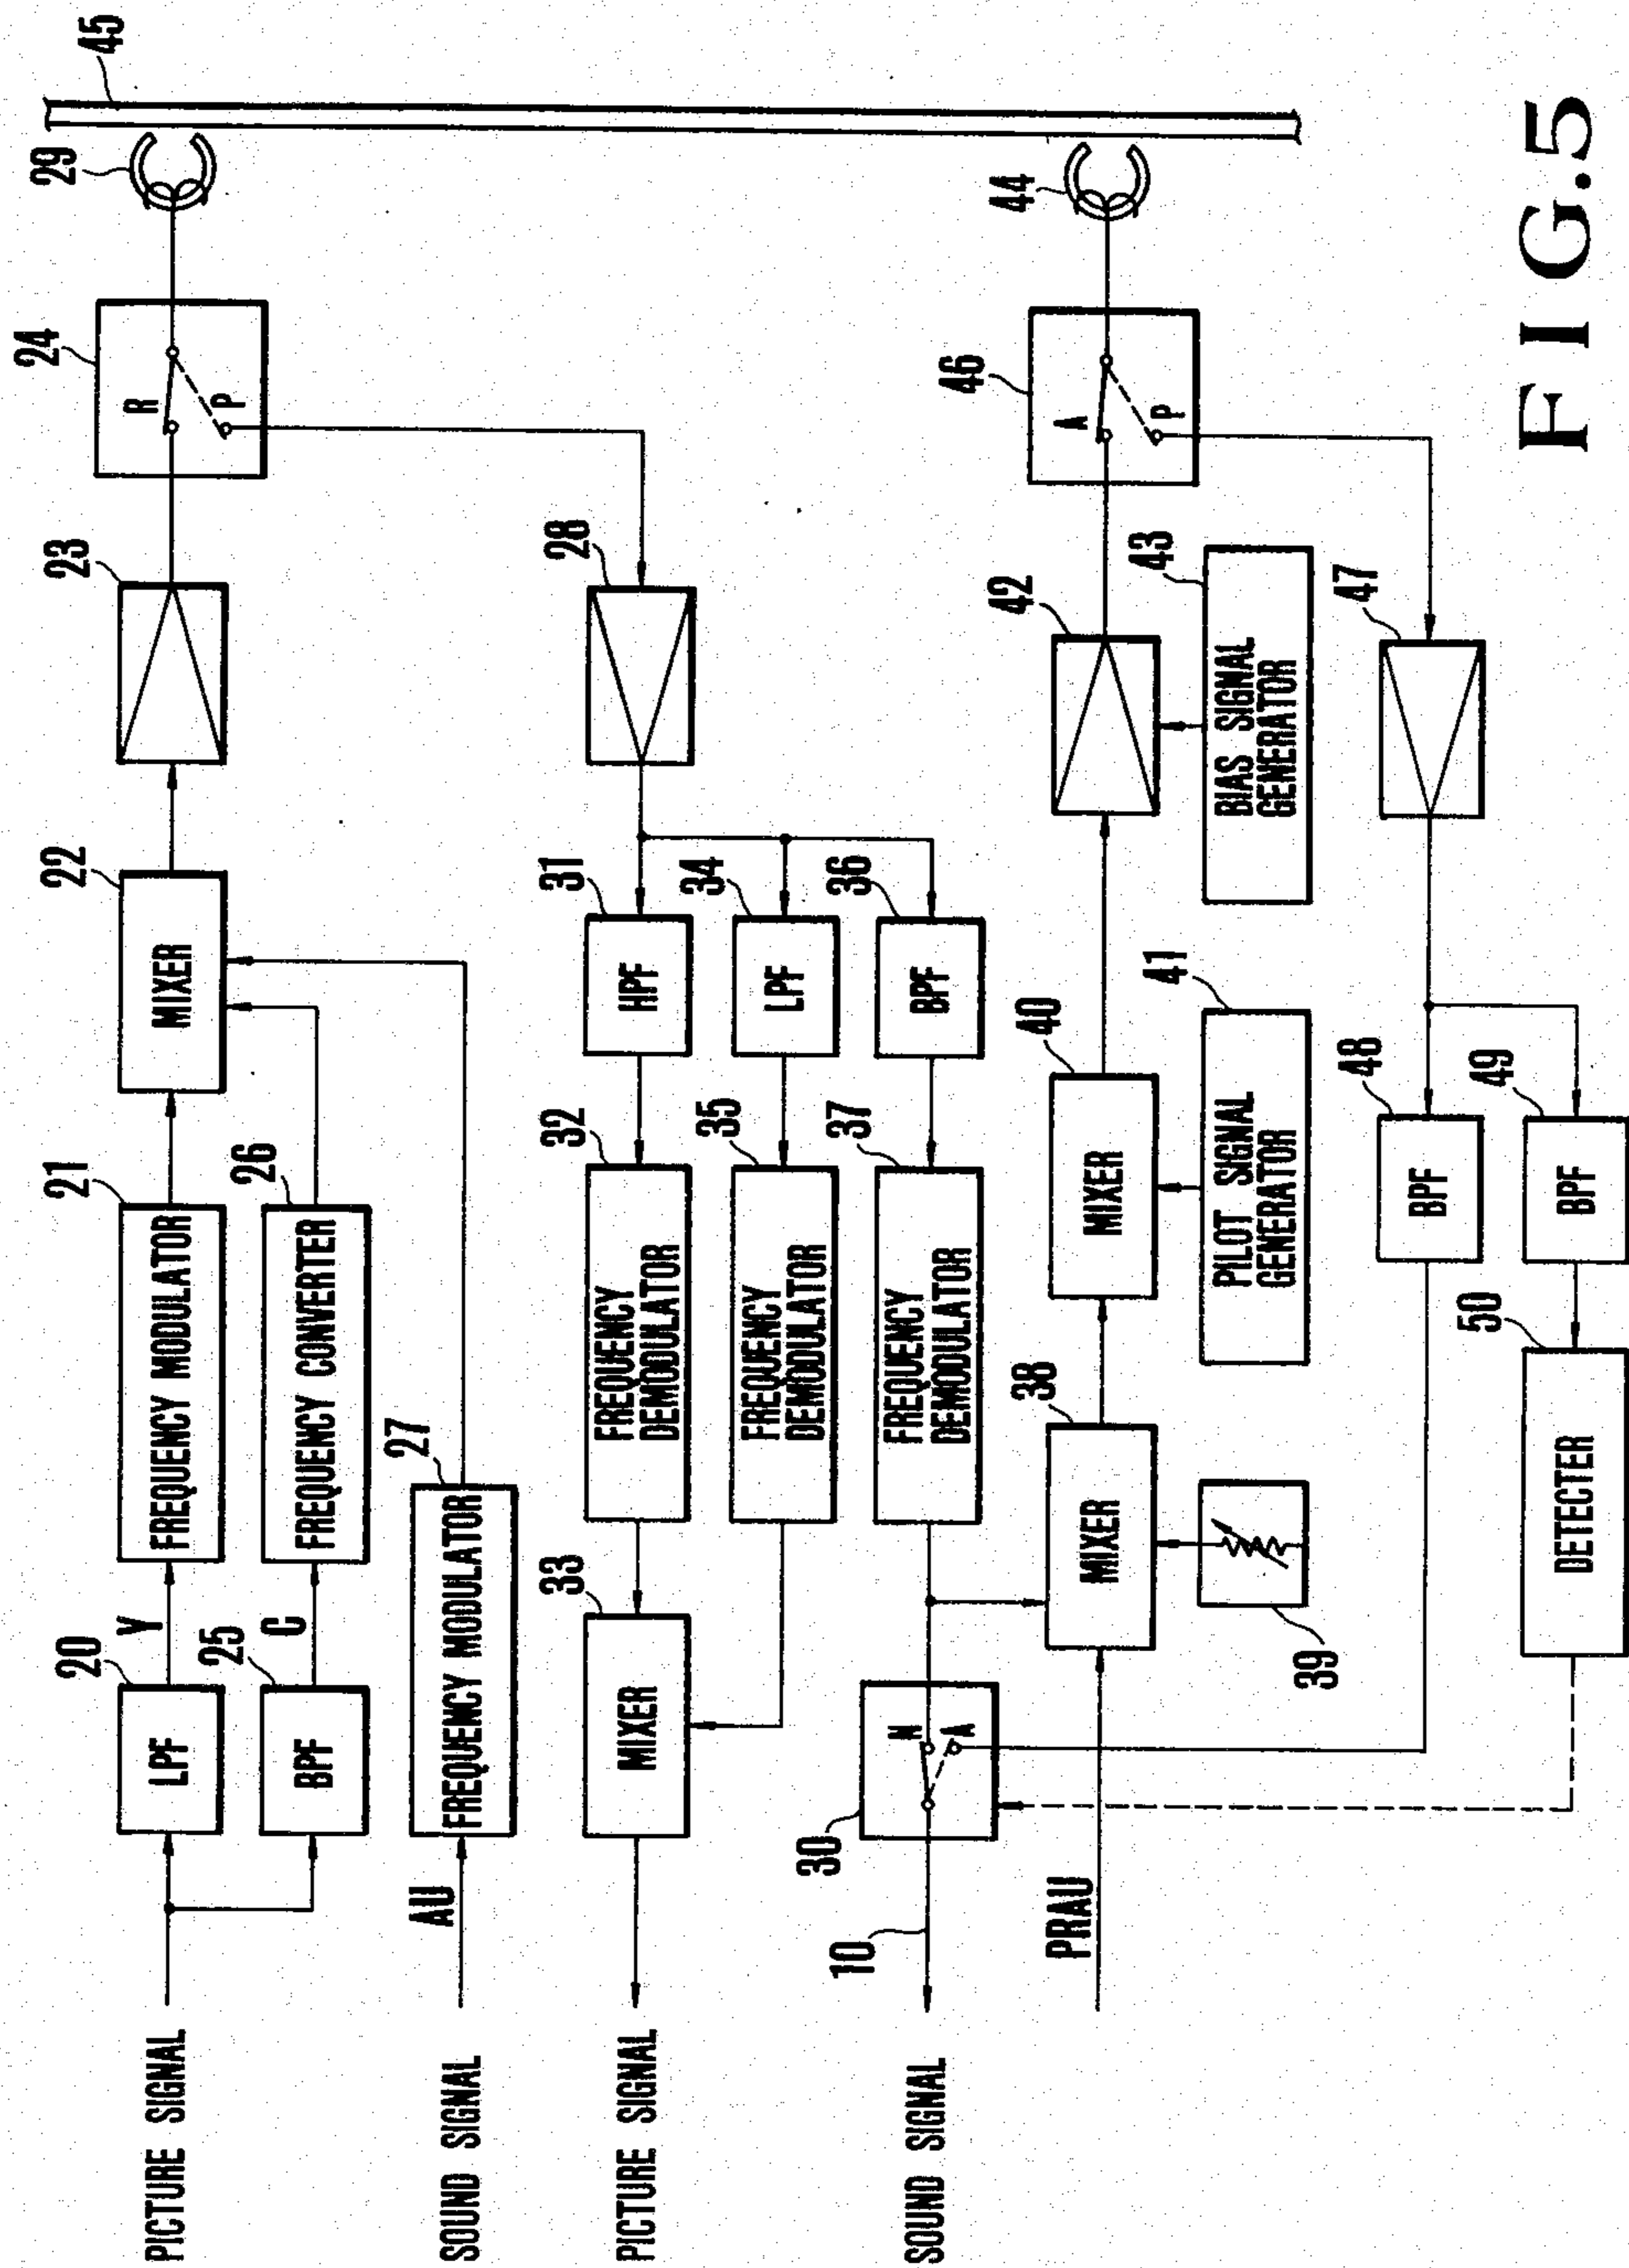 PICTURE SIGNAL
20
LPF
Y
21
FREQUENCY MODULATOR
22
MIXER
23
24
R
P
29
45
25
BPF
C
26
FREQUENCY CONVERTER
SOUND SIGNAL
AU
27
FREQUENCY MODULATOR
PICTURE SIGNAL
33
MIXER
32
FREQUENCY
DEMODULATOR
31
HPF
28
35
FREQUENCY
DEMODULATOR
34
LPF
SOUND SIGNAL
10
30
N
A
37
FREQUENCY
DEMODULATOR
36
BPF
PRAU
38
MIXER
39
40
MIXER
41
PILOT SIGNAL
GENERATOR
42
43
BIAS SIGNAL
GENERATOR
46
A
P
44
47
48
BPF
49
BPF
50
DETECTER
FIG.5